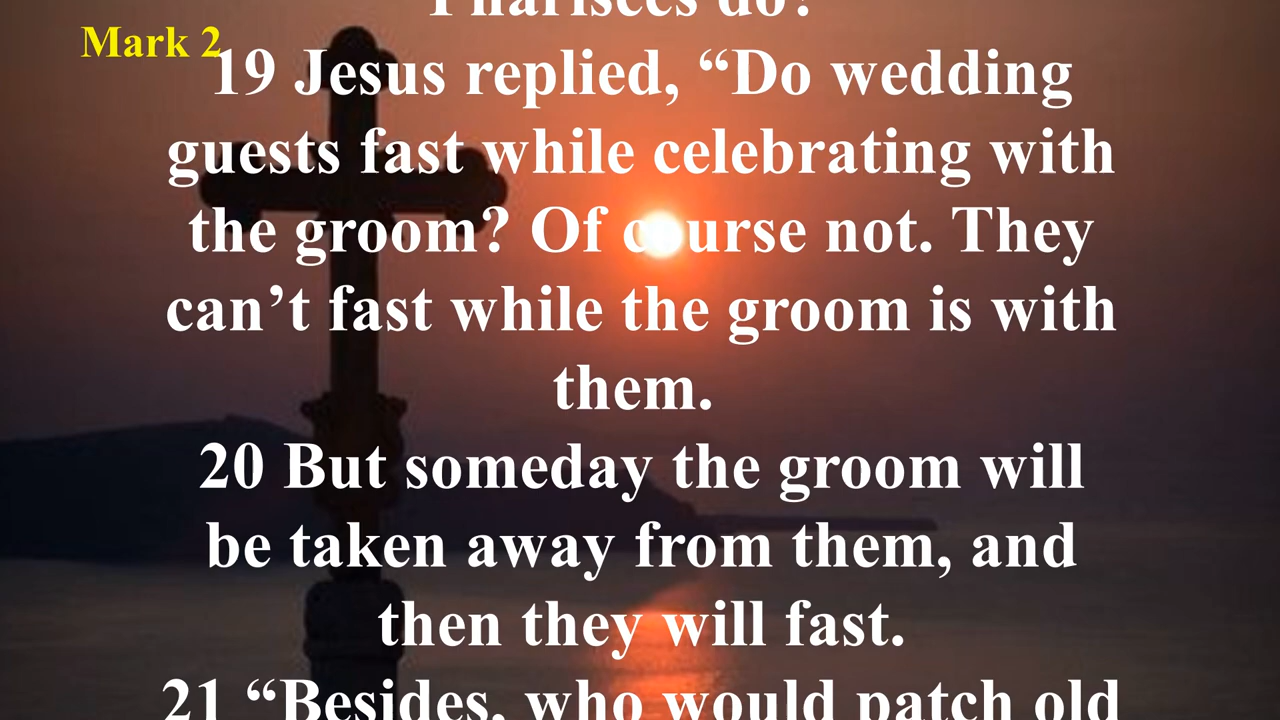 Pharisees do?”
Mark 2
19 Jesus replied, “Do wedding
guests fast while celebrating with
the groom? Of course not. They
can’t fast while the groom is with
them.
20 But someday the groom will
be taken away from them, and
then they will fast.
21 “Besides, who would patch old